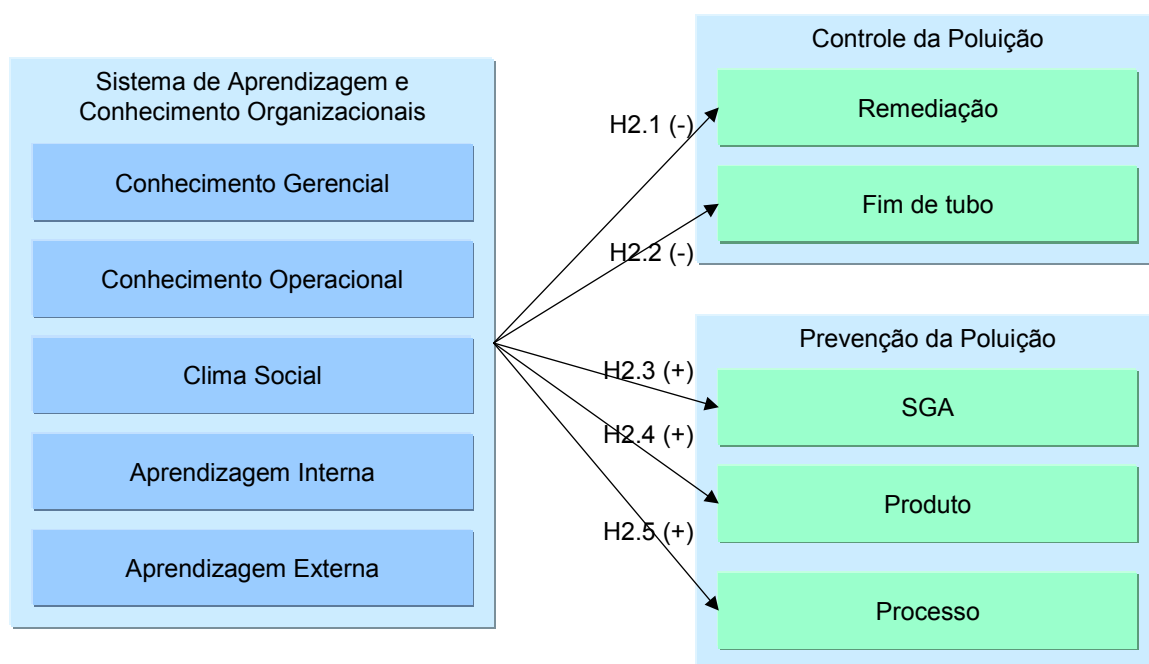 Sistema de Aprendizagem e
Conhecimento Organizacionais
Conhecimento Gerencial
Conhecimento Operacional
Clima Social
Aprendizagem Interna
Aprendizagem Externa
H2.1 (-)
H2.2 (-)
H2.3 (+)
H2.4 (+)
H2.5 (+)
Controle da Poluição
Remediação
Fim de tubo
Prevenção da Poluição
SGA
Produto
Processo